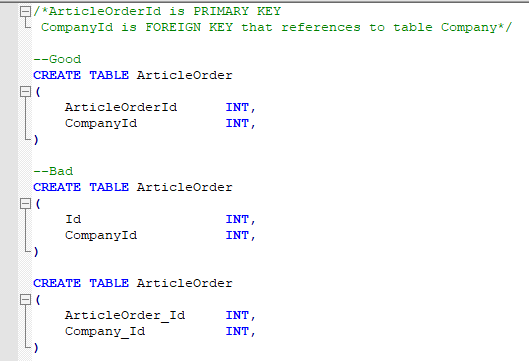 /*ArticleOrderId is PRIMARY KEY
CompanyId is FOREIGN KEY that references to table Company*/
--Good
CREATE TABLE ArticleOrder
(
ArticleOrderId INT,
CompanyId INT,
)
--Bad
CREATE TABLE ArticleOrder
(
Id INT,
CompanyId INT,
)
CREATE TABLE ArticleOrder
(
ArticleOrder_Id INT,
Company_Id INT,
)